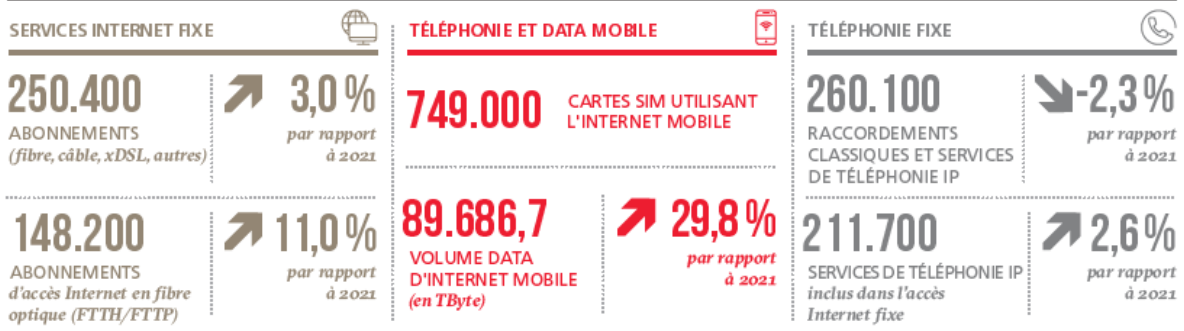 SERVICES INTERNET FIXE
250.400
ABONNEMENTS
(fibre, câble, xDSL, autres)
3,0 %
par rapport
à 2021
148.200
ABONNEMENTS
d'accès Internet en fibre
optique (FTTH/FTTP)
11,0 %
par rapport
à 2021
TÉLÉPHONIE ET DATA MOBILE
749.000
CARTES SIM UTILISANT
L'INTERNET MOBILE
89.686,7
VOLUME DATA
D'INTERNET MOBILE
(en TByte)
29,8 %
par rapport
à 2021
TÉLÉPHONIE FIXE
260.100
RACCORDEMENTS
CLASSIQUES ET SERVICES
DE TÉLÉPHONIE IP
-2,3 %
par rapport
à 2021
211.700
SERVICES DE TÉLÉPHONIE IP
inclus dans l'accès
Internet fixe
2,6 %
par rapport
à 2021